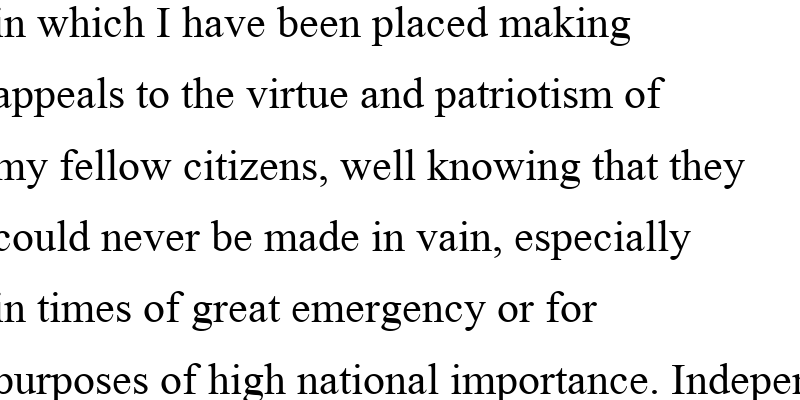 in which I have been placed making
appeals to the virtue and patriotism of
my fellow citizens, well knowing that they
could never be made in vain, especially
in times of great emergency or for
purposes of high national importance.